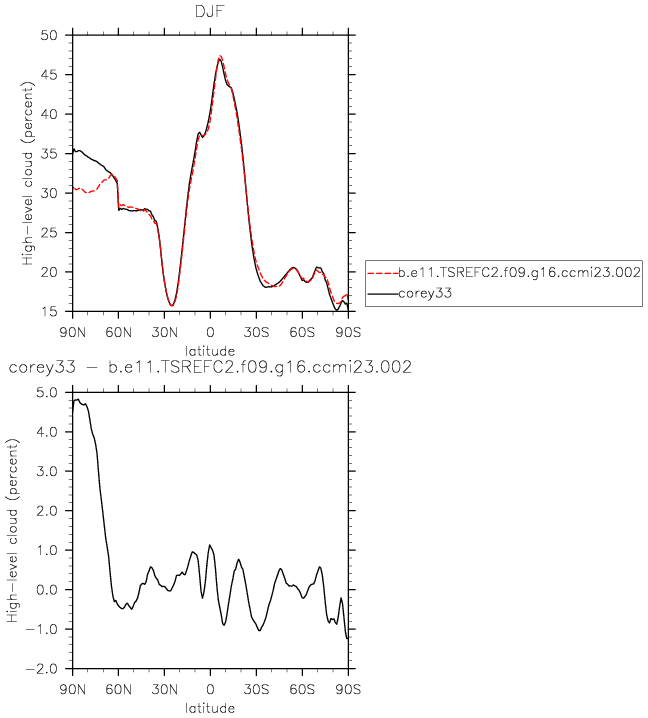 DJF
High-level cloud (percent)
50
45
40
35
30
25
20
15
90N 60N 30N 0 30S 60S 90S
latitude
b.e11.TSREFC2.f09.g16.ccmi23.002
corey33
corey33 - b.e11.TSREFC2.f09.g16.ccmi23.002
High-level cloud (percent)
5.0
4.0
3.0
2.0
1.0
0.0
-1.0
-2.0
90N 60N 30N 0 30S 60S 90S
latitude